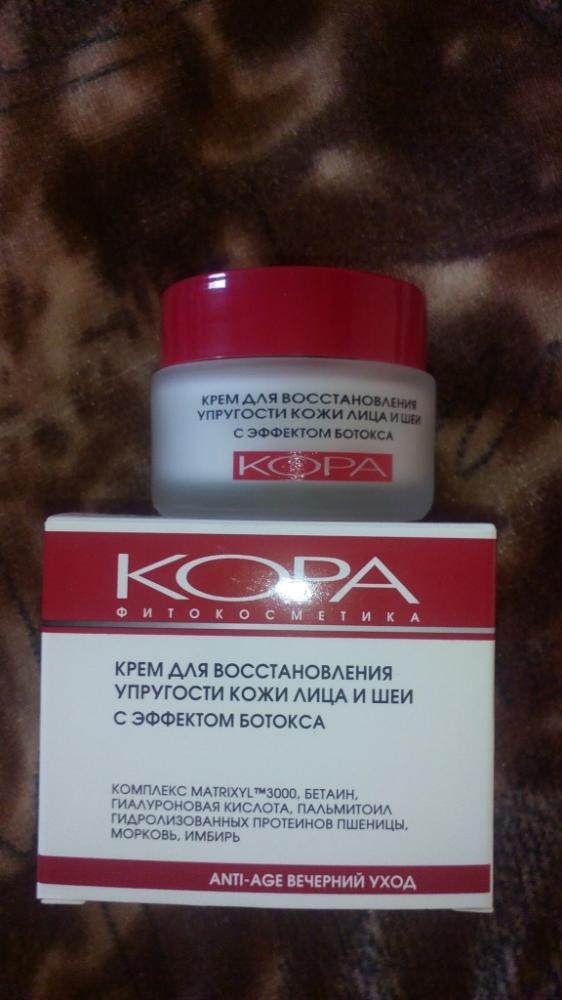 КРЕМ ДЛЯ ВОССТАНОВЛЕНИЯ
УПРУГОСТИ КОЖИ ЛИЦА И ШЕИ
С ЭФФЕКТОМ БОТОКСА
КОРА
КОРА
ФИТОКОСМЕТИКА
КРЕМ ДЛЯ ВОССТАНОВЛЕНИЯ
УПРУГОСТИ КОЖИ ЛИЦА И ШЕИ
С ЭФФЕКТОМ БОТОКСА
КОМПЛЕКС MATRIXYL™3000, БЕТАИН,
ГИАЛУРОНОВАЯ КИСЛОТА, ПАЛЬМИТОИЛ
ГИДРОЛИЗОВАННЫХ ПРОТЕИНОВ ПШЕНИЦЫ,
МОРКОВЬ, ИМБИРЬ
ANTI-AGE ВЕЧЕРНИЙ УХОД